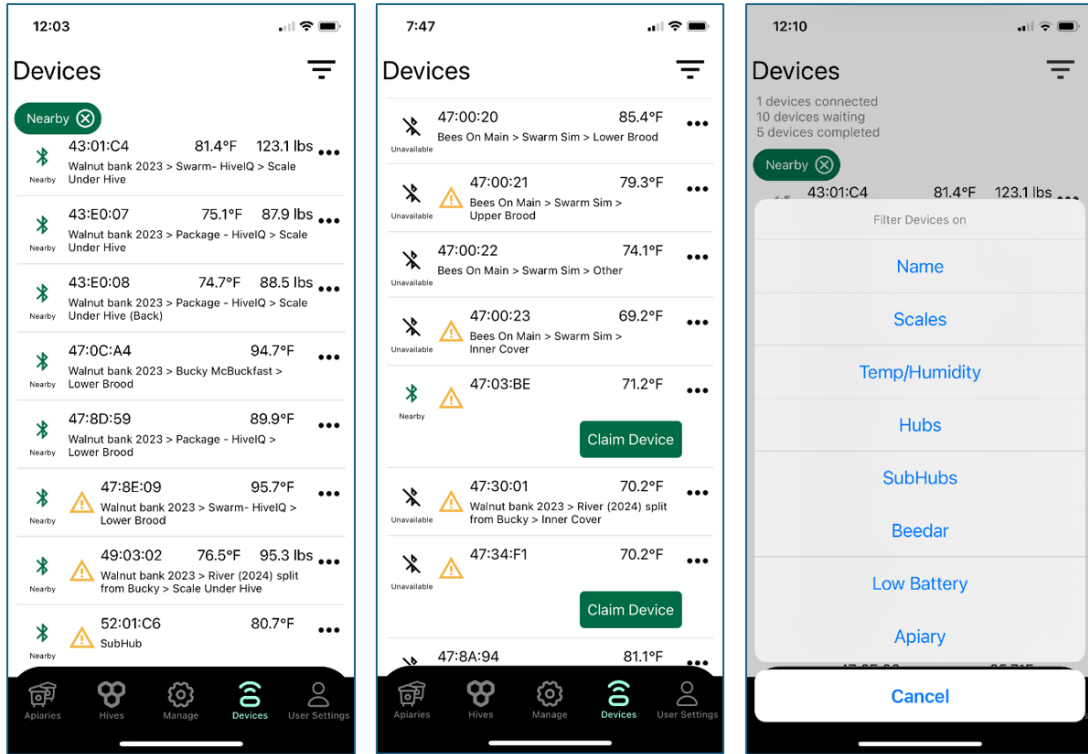 12:03
Devices
Nearby
43:01:C4 81.4°F 123.1 lbs
Walnut bank 2023 > Swarm- HiveIQ > Scale
Under Hive
Nearby
43:E0:07 75.1°F 87.9 lbs
Walnut bank 2023 > Package - HiveIQ > Scale
Under Hive
Nearby
43:E0:08 74.7°F 88.5 lbs
Walnut bank 2023 > Package - HiveIQ > Scale
Under Hive (Back)
Nearby
47:0C:A4 94.7°F
Walnut bank 2023 > Bucky McBuckfast >
Lower Brood
Nearby
47:8D:59 89.9°F
Walnut bank 2023 > Package - HiveIQ >
Lower Brood
Nearby
47:8E:09 95.7°F
Walnut bank 2023 > Swarm- HiveIQ >
Lower Brood
Nearby
49:03:02 76.5°F 95.3 lbs
Walnut bank 2023 > River (2024) split
from Bucky > Scale Under Hive
Nearby
52:01:C6 80.7°F
SubHub
Nearby
Apiaries Hives Manage Devices User Settings
7:47
Devices
47:00:20 85.4°F
Bees On Main > Swarm Sim > Lower Brood
Unavailable
47:00:21 79.3°F
Bees On Main > Swarm Sim >
Upper Brood
Unavailable
47:00:22 74.1°F
Bees On Main > Swarm Sim > Other
Unavailable
47:00:23 69.2°F
Bees On Main > Swarm Sim >
Inner Cover
Unavailable
47:03:BE 71.2°F
Nearby
Claim Device
47:30:01 70.2°F
Walnut bank 2023 > River (2024) split
from Bucky > Inner Cover
Unavailable
47:34:F1 70.2°F
Unavailable
Claim Device
47:8A:94 81.1°F
Apiaries Hives Manage Devices User Settings
12:10
Devices
1 devices connected
10 devices waiting
5 devices completed
Nearby
43:01:C4 81.4°F 123.1 lbs
Filter Devices on
Name
Scales
Temp/Humidity
Hubs
SubHubs
Beedar
Low Battery
Apiary
Cancel